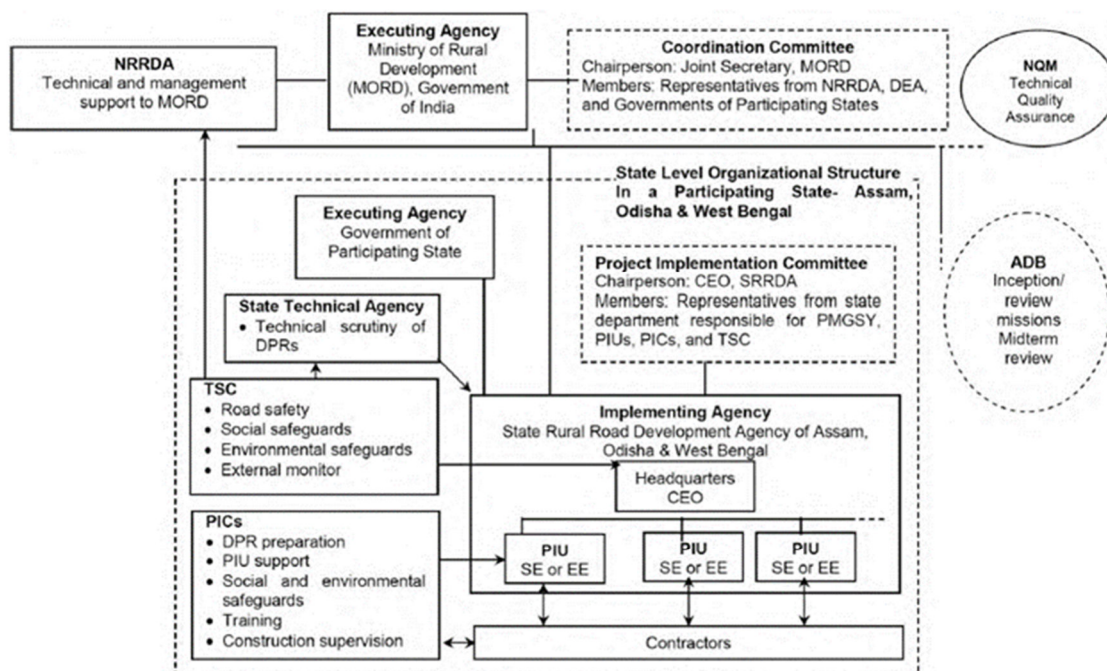 NRRDA
Technical and management
support to MORD
Executing Agency
Ministry of Rural
Development
(MORD), Government
of India
Coordination Committee
Chairperson: Joint Secretary, MORD
Members: Representatives from NRRDA, DEA,
and Governments of Participating States
NQM
Technical
Quality
Assurance
State Level Organizational Structure
In a Participating State- Assam,
Odisha & West Bengal
Executing Agency
Government of
Participating State
Project Implementation Committee
Chairperson: CEO, SRRDA
Members: Representatives from state
department responsible for PMGSY,
PIUs, PICs, and TSC
ADB
Inception/
review
missions
Midterm
review
State Technical Agency
• Technical scrutiny of
DPRs
TSC
• Road safety
• Social safeguards
• Environmental safeguards
• External monitor
Implementing Agency
State Rural Road Development Agency of Assam,
Odisha & West Bengal
Headquarters
CEO
PICs
• DPR preparation
• PIU support
• Social and environmental
safeguards
• Training
• Construction supervision
PIU
SE or EE
PIU
SE or EE
PIU
SE or EE
Contractors